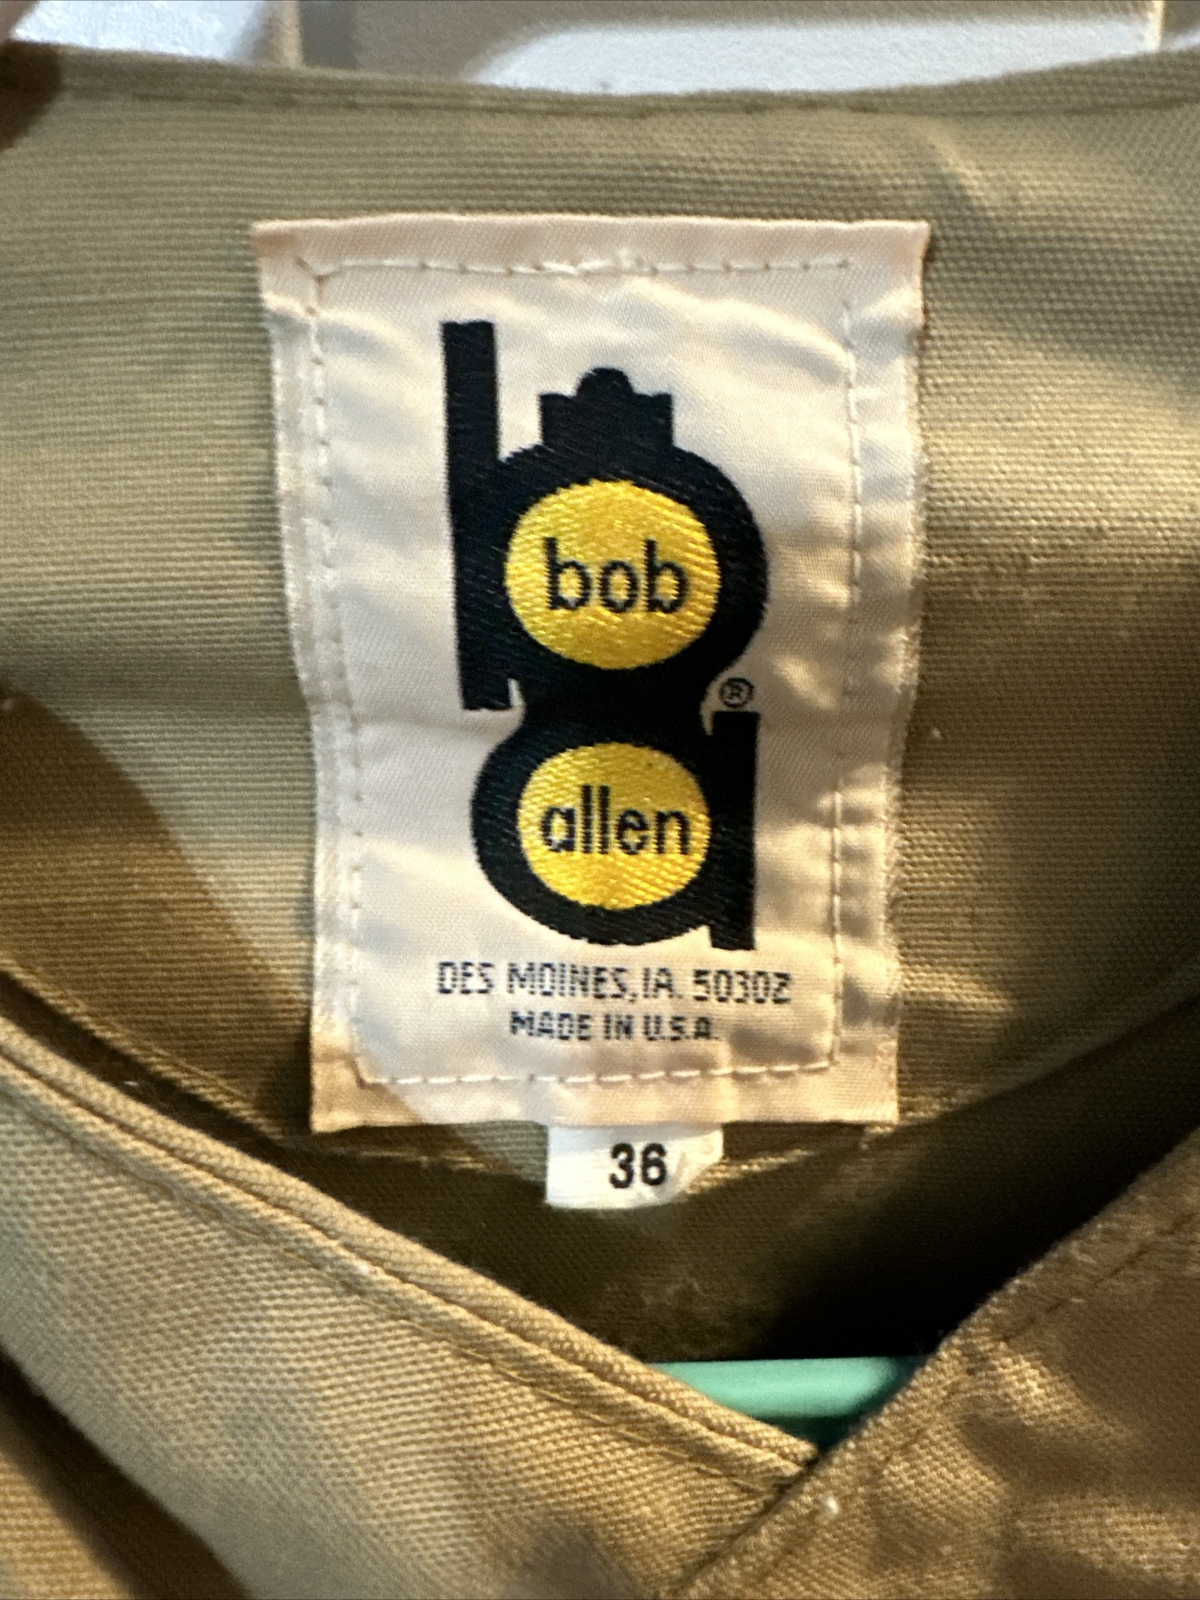 bob
®
allen
DES MOINES, IA. 50302
MADE IN U.S.A.
36